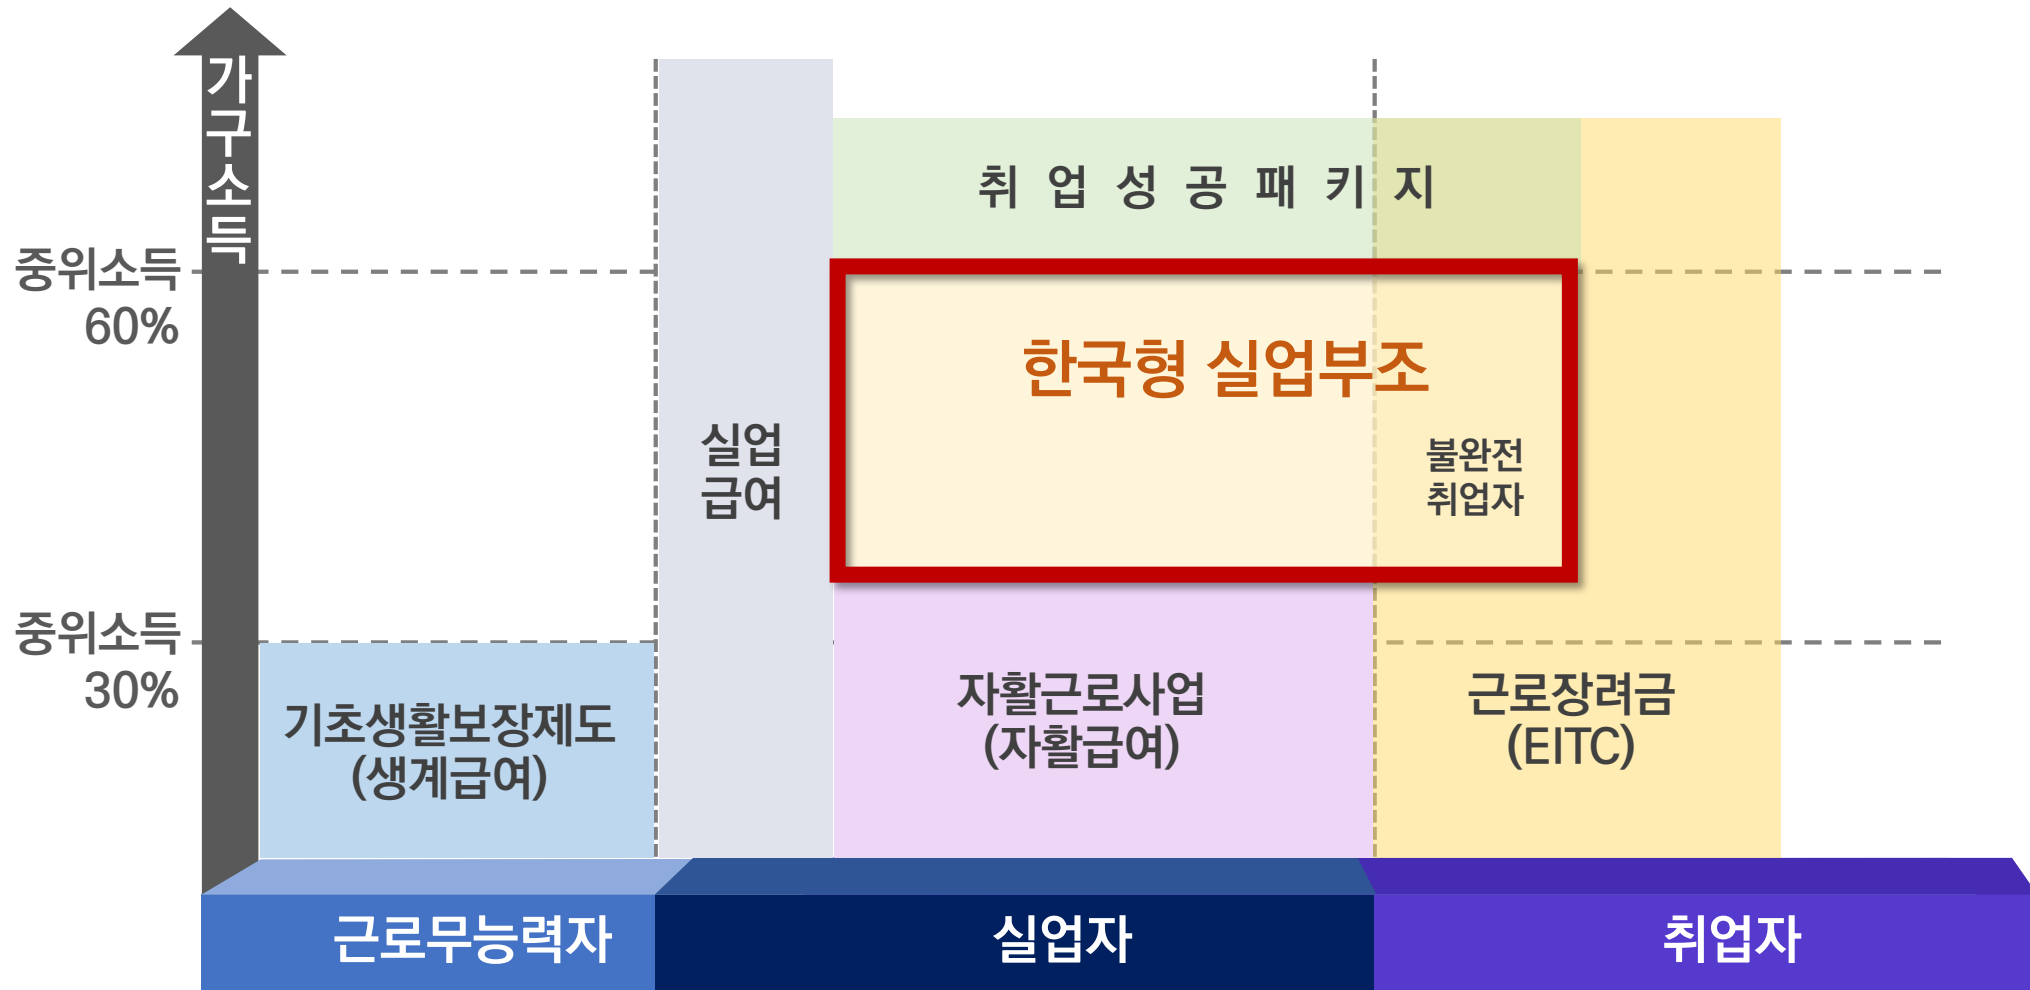 가구소득
취 업 성 공 패 키 지
중위소득
60%
한국형 실업부조
실업
급여
불완전
취업자
중위소득
30%
기초생활보장제도
(생계급여)
자활근로사업
(자활급여)
근로장려금
(EITC)
근로무능력자
실업자
취업자